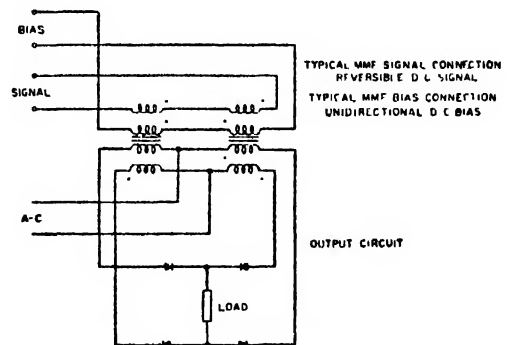 BIAS
TYPICAL MMF SIGNAL CONNECTION
REVERSIBLE D C SIGNAL
SIGNAL
TYPICAL MMF BIAS CONNECTION
UNIDIRECTIONAL D C BIAS
A-C
OUTPUT CIRCUIT
LOAD